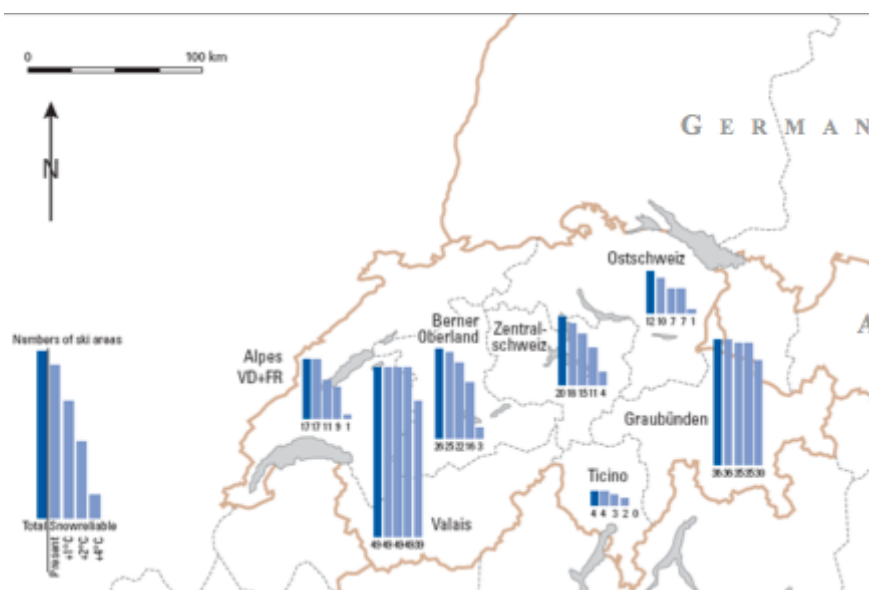 0 100 km
N
GERMAN
Ostschweiz
12 10 7 7 1
Numbers of ski areas
Berner
Oberland
26 25 22 16 3
Zentral-
schweiz
20 18 15 11 4
Alpes
VD+FR
17 17 11 9 1
Graubünden
36 36 35 35 30
Ticino
4 4 3 2 0
Valais
49 49 49 49 39
Total Snowreliable
Present
+1°C
+2°C
+4°C
A